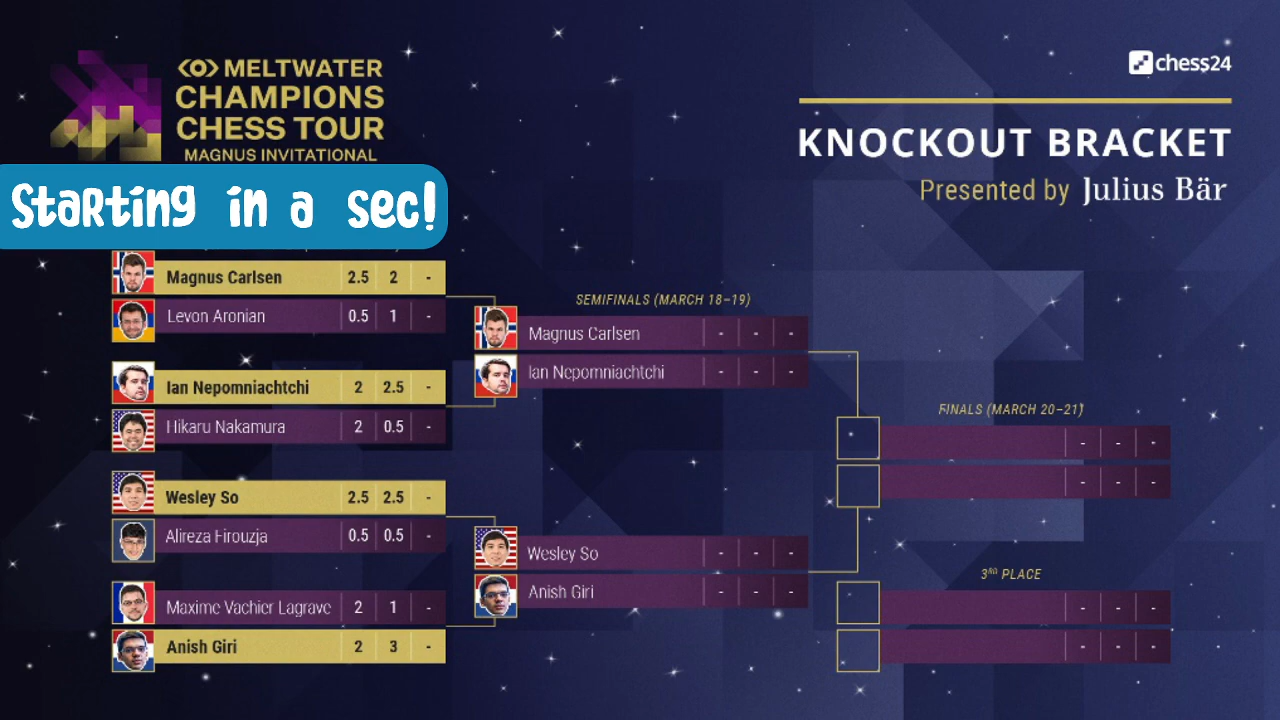 MELTWATER
CHAMPIONS
CHESS TOUR
MAGNUS INVITATIONAL
chess24
KNOCKOUT BRACKET
Presented by Julius Bär
Starting in a sec!
Magnus Carlsen 2.5 2 -
Levon Aronian 0.5 1 -
Ian Nepomniachtchi 2 2.5 -
Hikaru Nakamura 2 0.5 -
Wesley So 2.5 2.5 -
Alireza Firouzja 0.5 0.5 -
Maxime Vachier Lagrave 2 1 -
Anish Giri 2 3 -
SEMIFINALS (MARCH 18–19)
Magnus Carlsen - - -
Ian Nepomniachtchi - - -
Wesley So - - -
Anish Giri - - -
FINALS (MARCH 20–21)
- - -
- - -
3RD PLACE
- - -
- - -